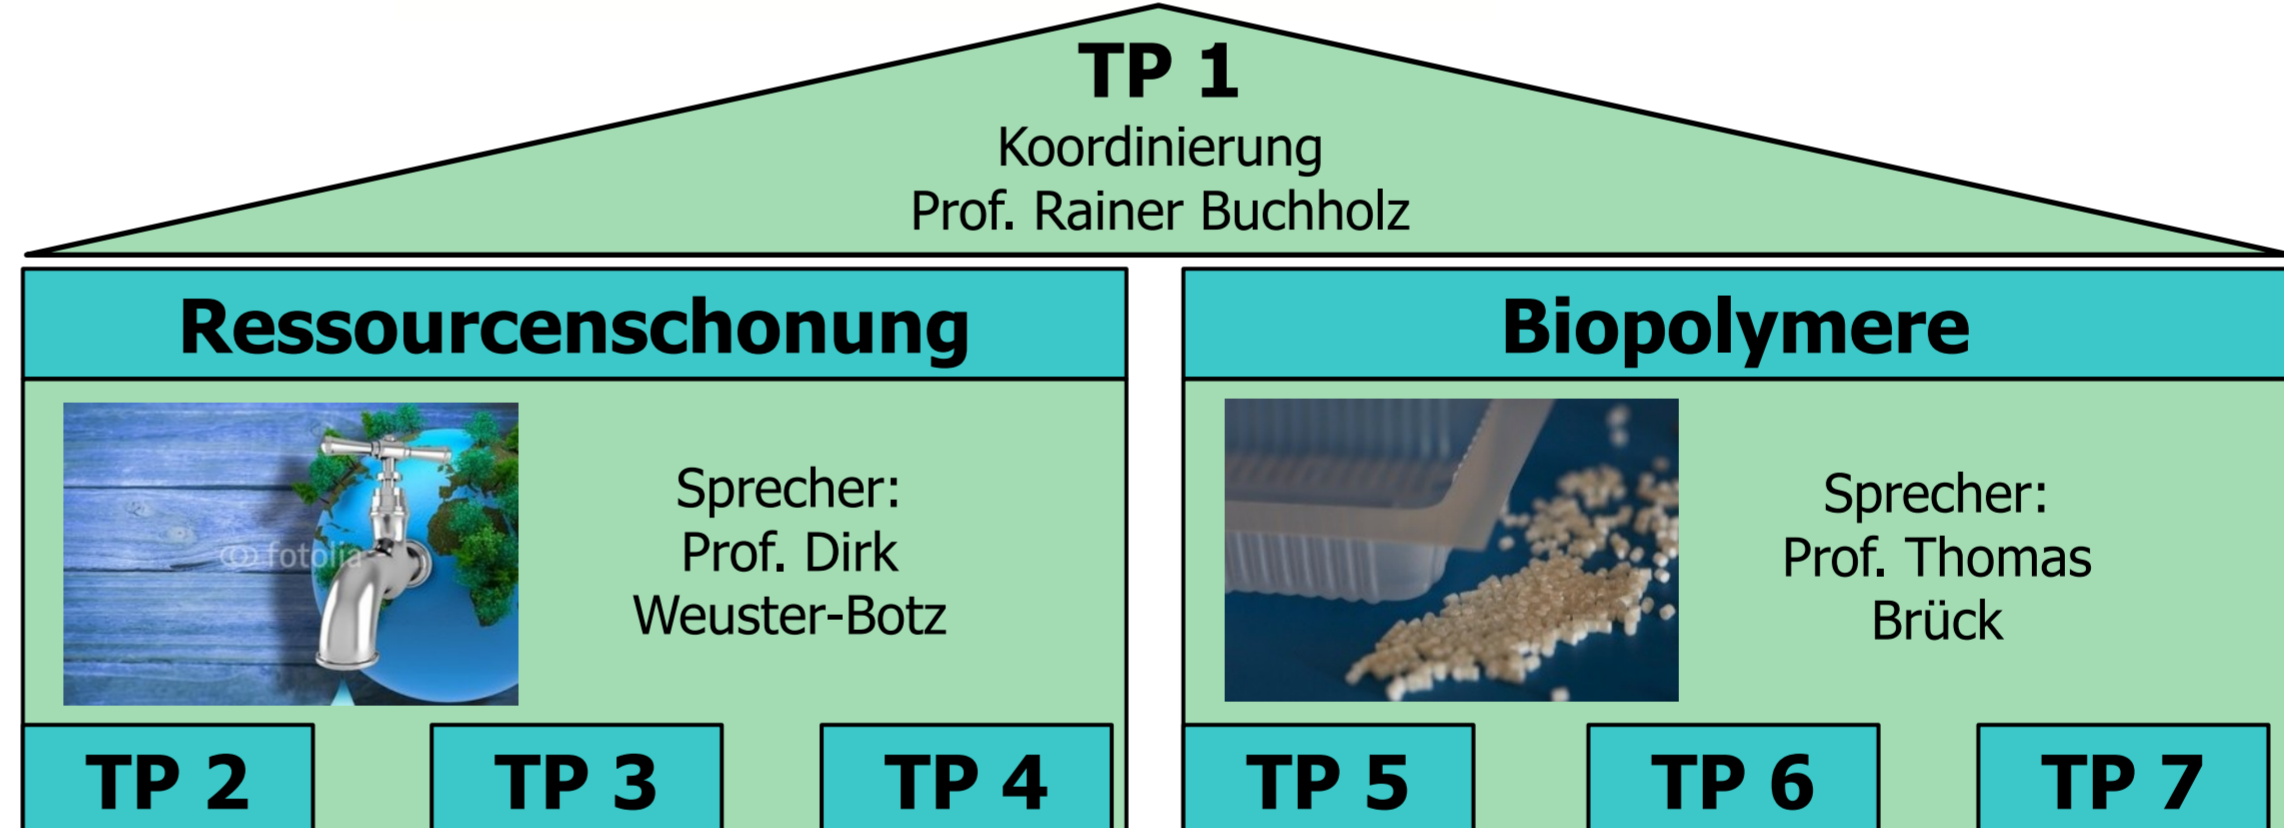 TP 1
Koordinierung
Prof. Rainer Buchholz
Ressourcenschonung
fotolia
Sprecher:
Prof. Dirk
Weuster-Botz
TP 2
TP 3
TP 4
Biopolymere
Sprecher:
Prof. Thomas
Brück
TP 5
TP 6
TP 7